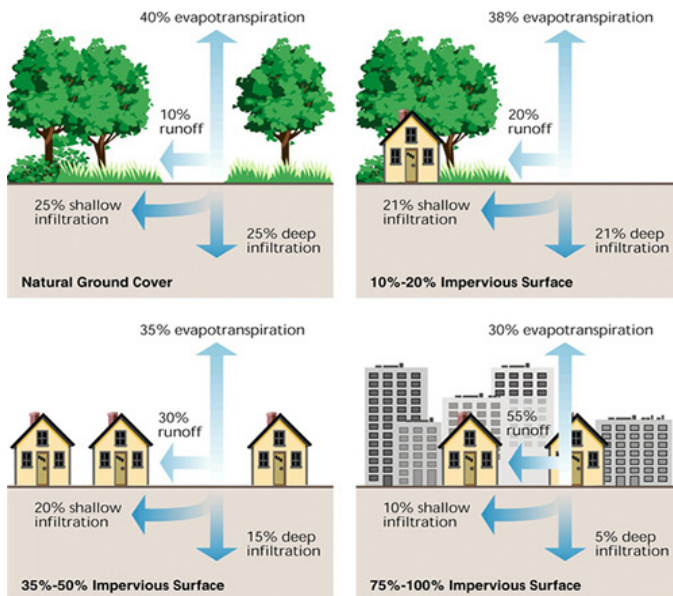 40% evapotranspiration
10%
runoff
25% shallow
infiltration
25% deep
infiltration
Natural Ground Cover
38% evapotranspiration
20%
runoff
21% shallow
infiltration
21% deep
infiltration
10%-20% Impervious Surface
35% evapotranspiration
30%
runoff
20% shallow
infiltration
15% deep
infiltration
35%-50% Impervious Surface
30% evapotranspiration
55%
runoff
10% shallow
infiltration
5% deep
infiltration
75%-100% Impervious Surface